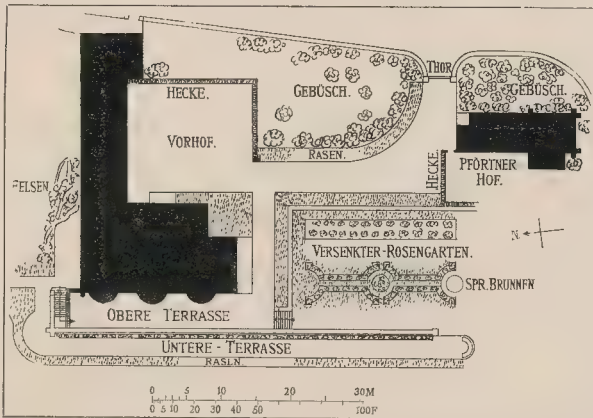 THOR
HECKE.
GEBÜSCH.
GEBÜSCH.
VORHOF.
RASEN.
HECKE.
PFÖRTNER
HOF.
FELSEN.
N
VERSENKTER-ROSENGARTEN.
SPR. BRUNNEN
OBERE TERRASSE
UNTERE-TERRASSE
RASEN.
0 5 10 20 30M
0 5 10 20 30 40 50 100F